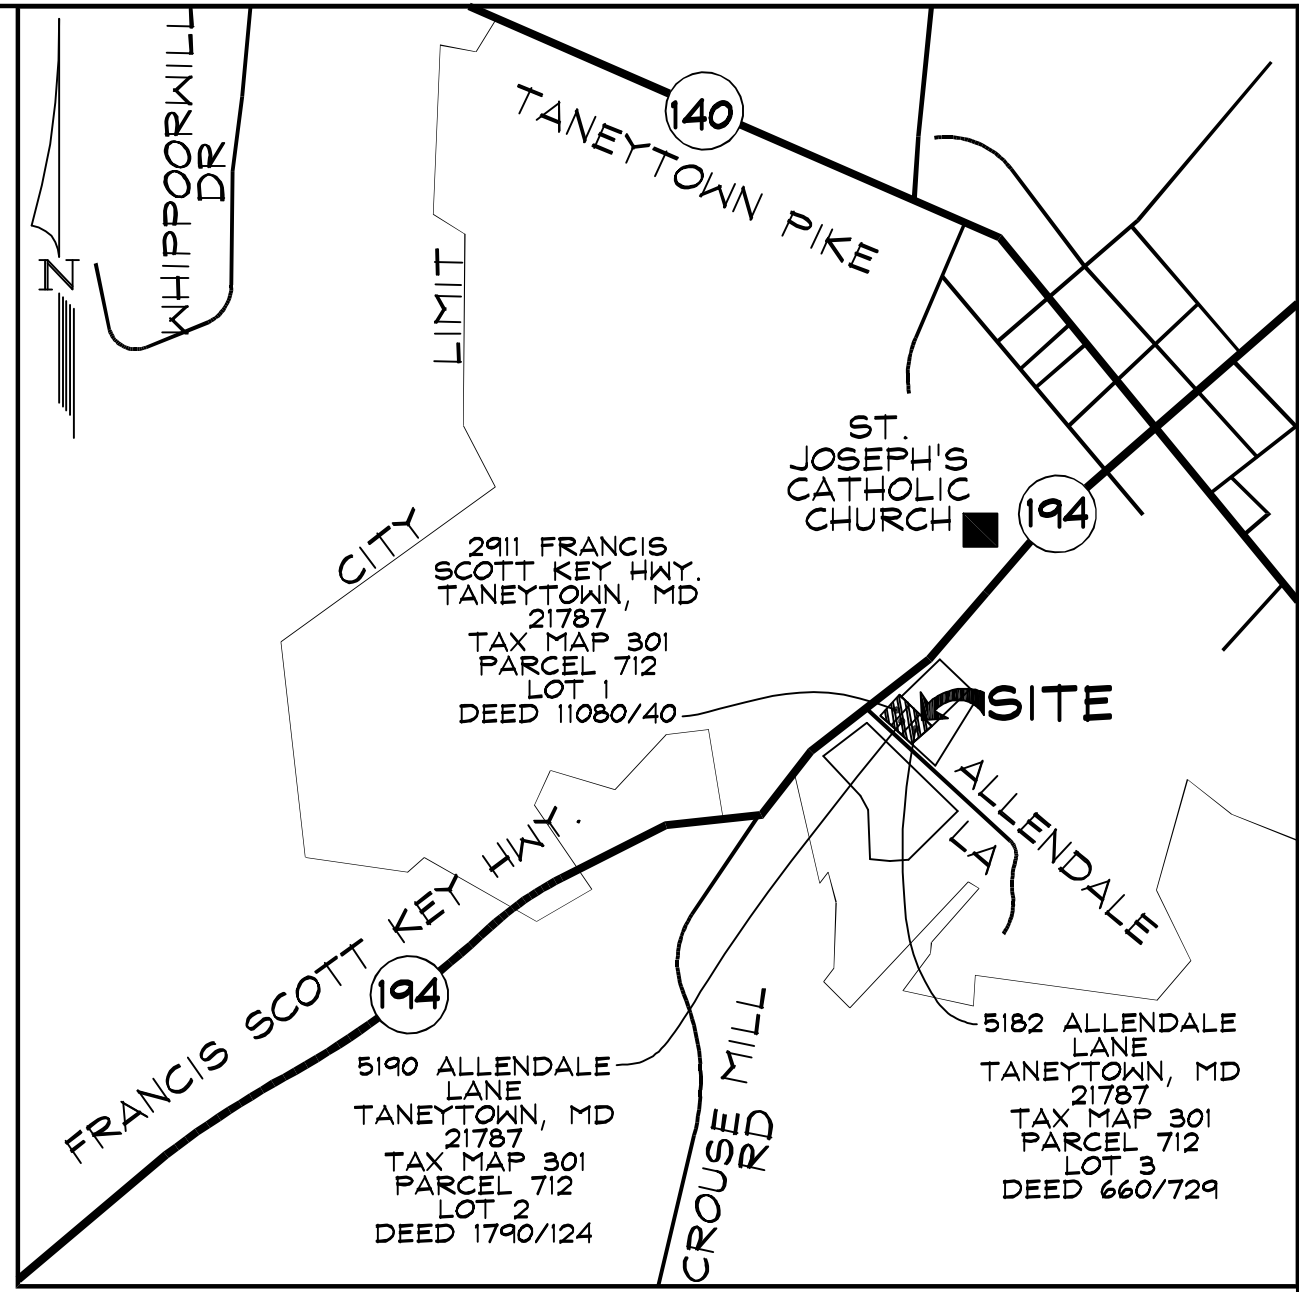 WHIPPOORWILL
DR
N
140
TANEYTOWN PIKE
CITY LIMIT
ST.
JOSEPH'S
CATHOLIC
CHURCH
194
2911 FRANCIS
SCOTT KEY HWY.
TANEYTOWN, MD
21787
TAX MAP 301
PARCEL 712
LOT 1
DEED 11080/40
SITE
ALLENDALE
LA
FRANCIS SCOTT KEY HWY.
194
5190 ALLENDALE
LANE
TANEYTOWN, MD
21787
TAX MAP 301
PARCEL 712
LOT 2
DEED 1790/124
CROUSE MILL
RD
5182 ALLENDALE
LANE
TANEYTOWN, MD
21787
TAX MAP 301
PARCEL 712
LOT 3
DEED 660/729